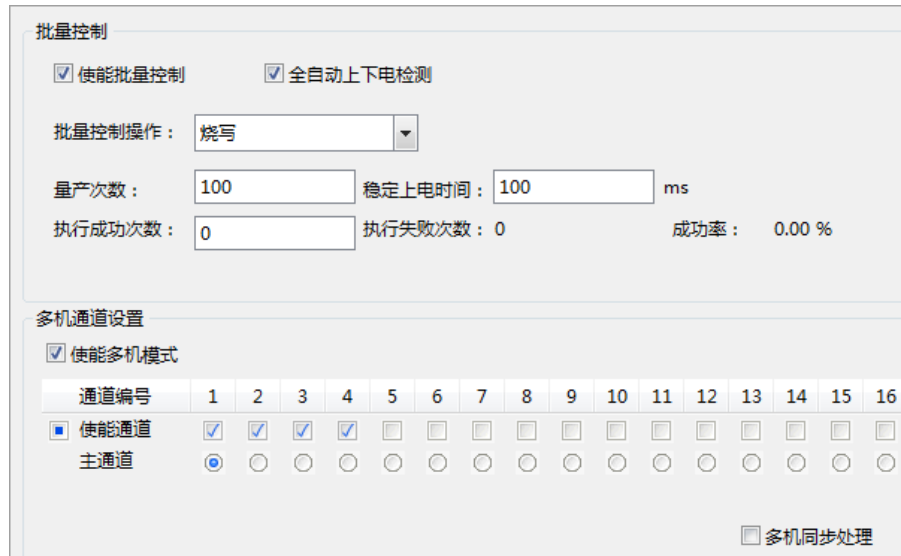 批量控制
使能批量控制 全自动上下电检测
批量控制操作： 烧写
量产次数： 100 稳定上电时间： 100 ms
执行成功次数： 0 执行失败次数： 0 成功率： 0.00 %
多机通道设置
使能多机模式
通道编号 1 2 3 4 5 6 7 8 9 10 11 12 13 14 15 16
使能通道
主通道
多机同步处理